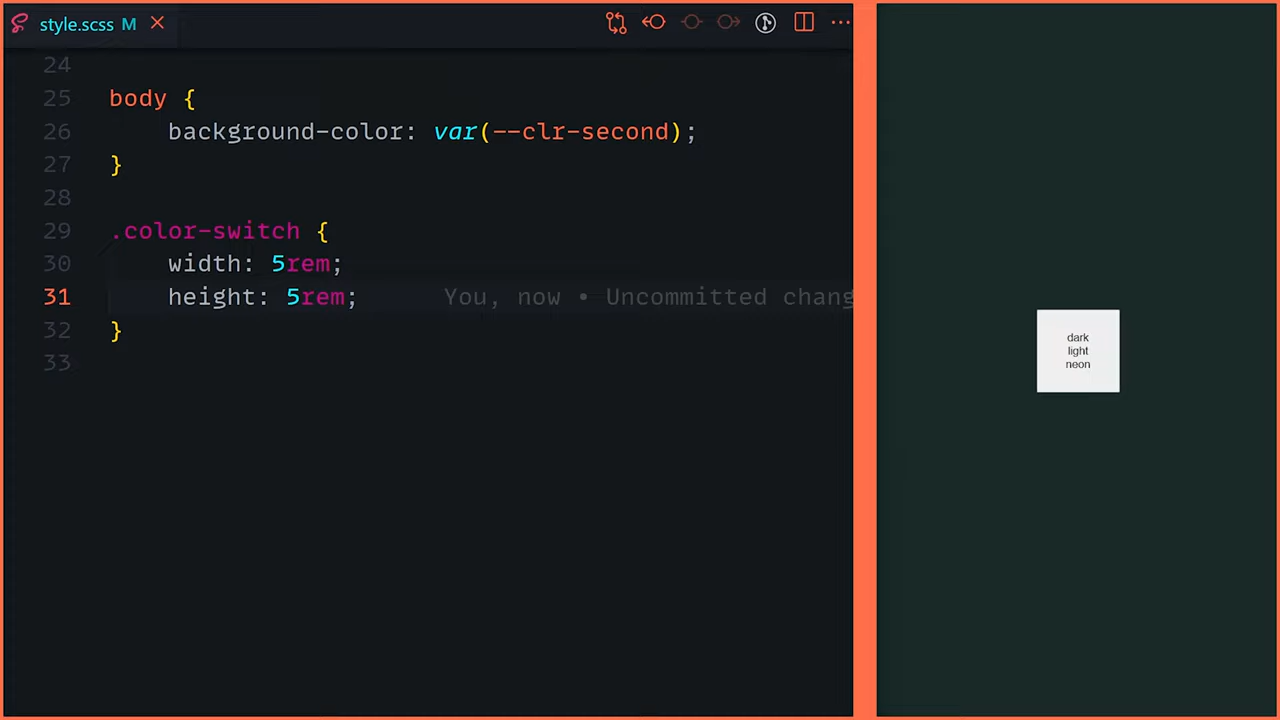 style.scss M
24
25 body {
26 background-color: var(--clr-second);
27 }
28
29 .color-switch {
30 width: 5rem;
31 height: 5rem; You, now • Uncommitted chang
32 }
33
dark
light
neon